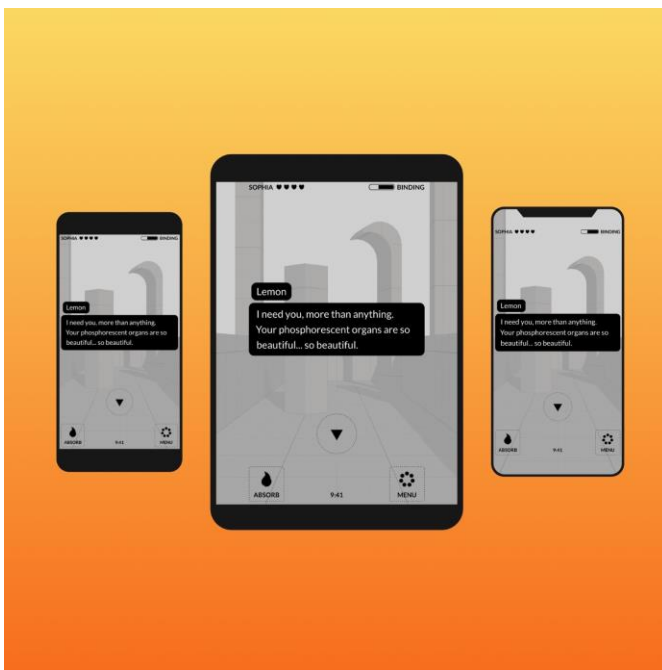 SOPHIA BINDING
Lemon
I need you, more than anything.
Your phosphorescent organs are so
beautiful... so beautiful.
ABSORB 9:41 MENU
SOPHIA BINDING
Lemon
I need you, more than anything.
Your phosphorescent organs are so
beautiful... so beautiful.
ABSORB 9:41 MENU
SOPHIA BINDING
Lemon
I need you, more than anything.
Your phosphorescent organs are so
beautiful... so beautiful.
ABSORB 9:41 MENU